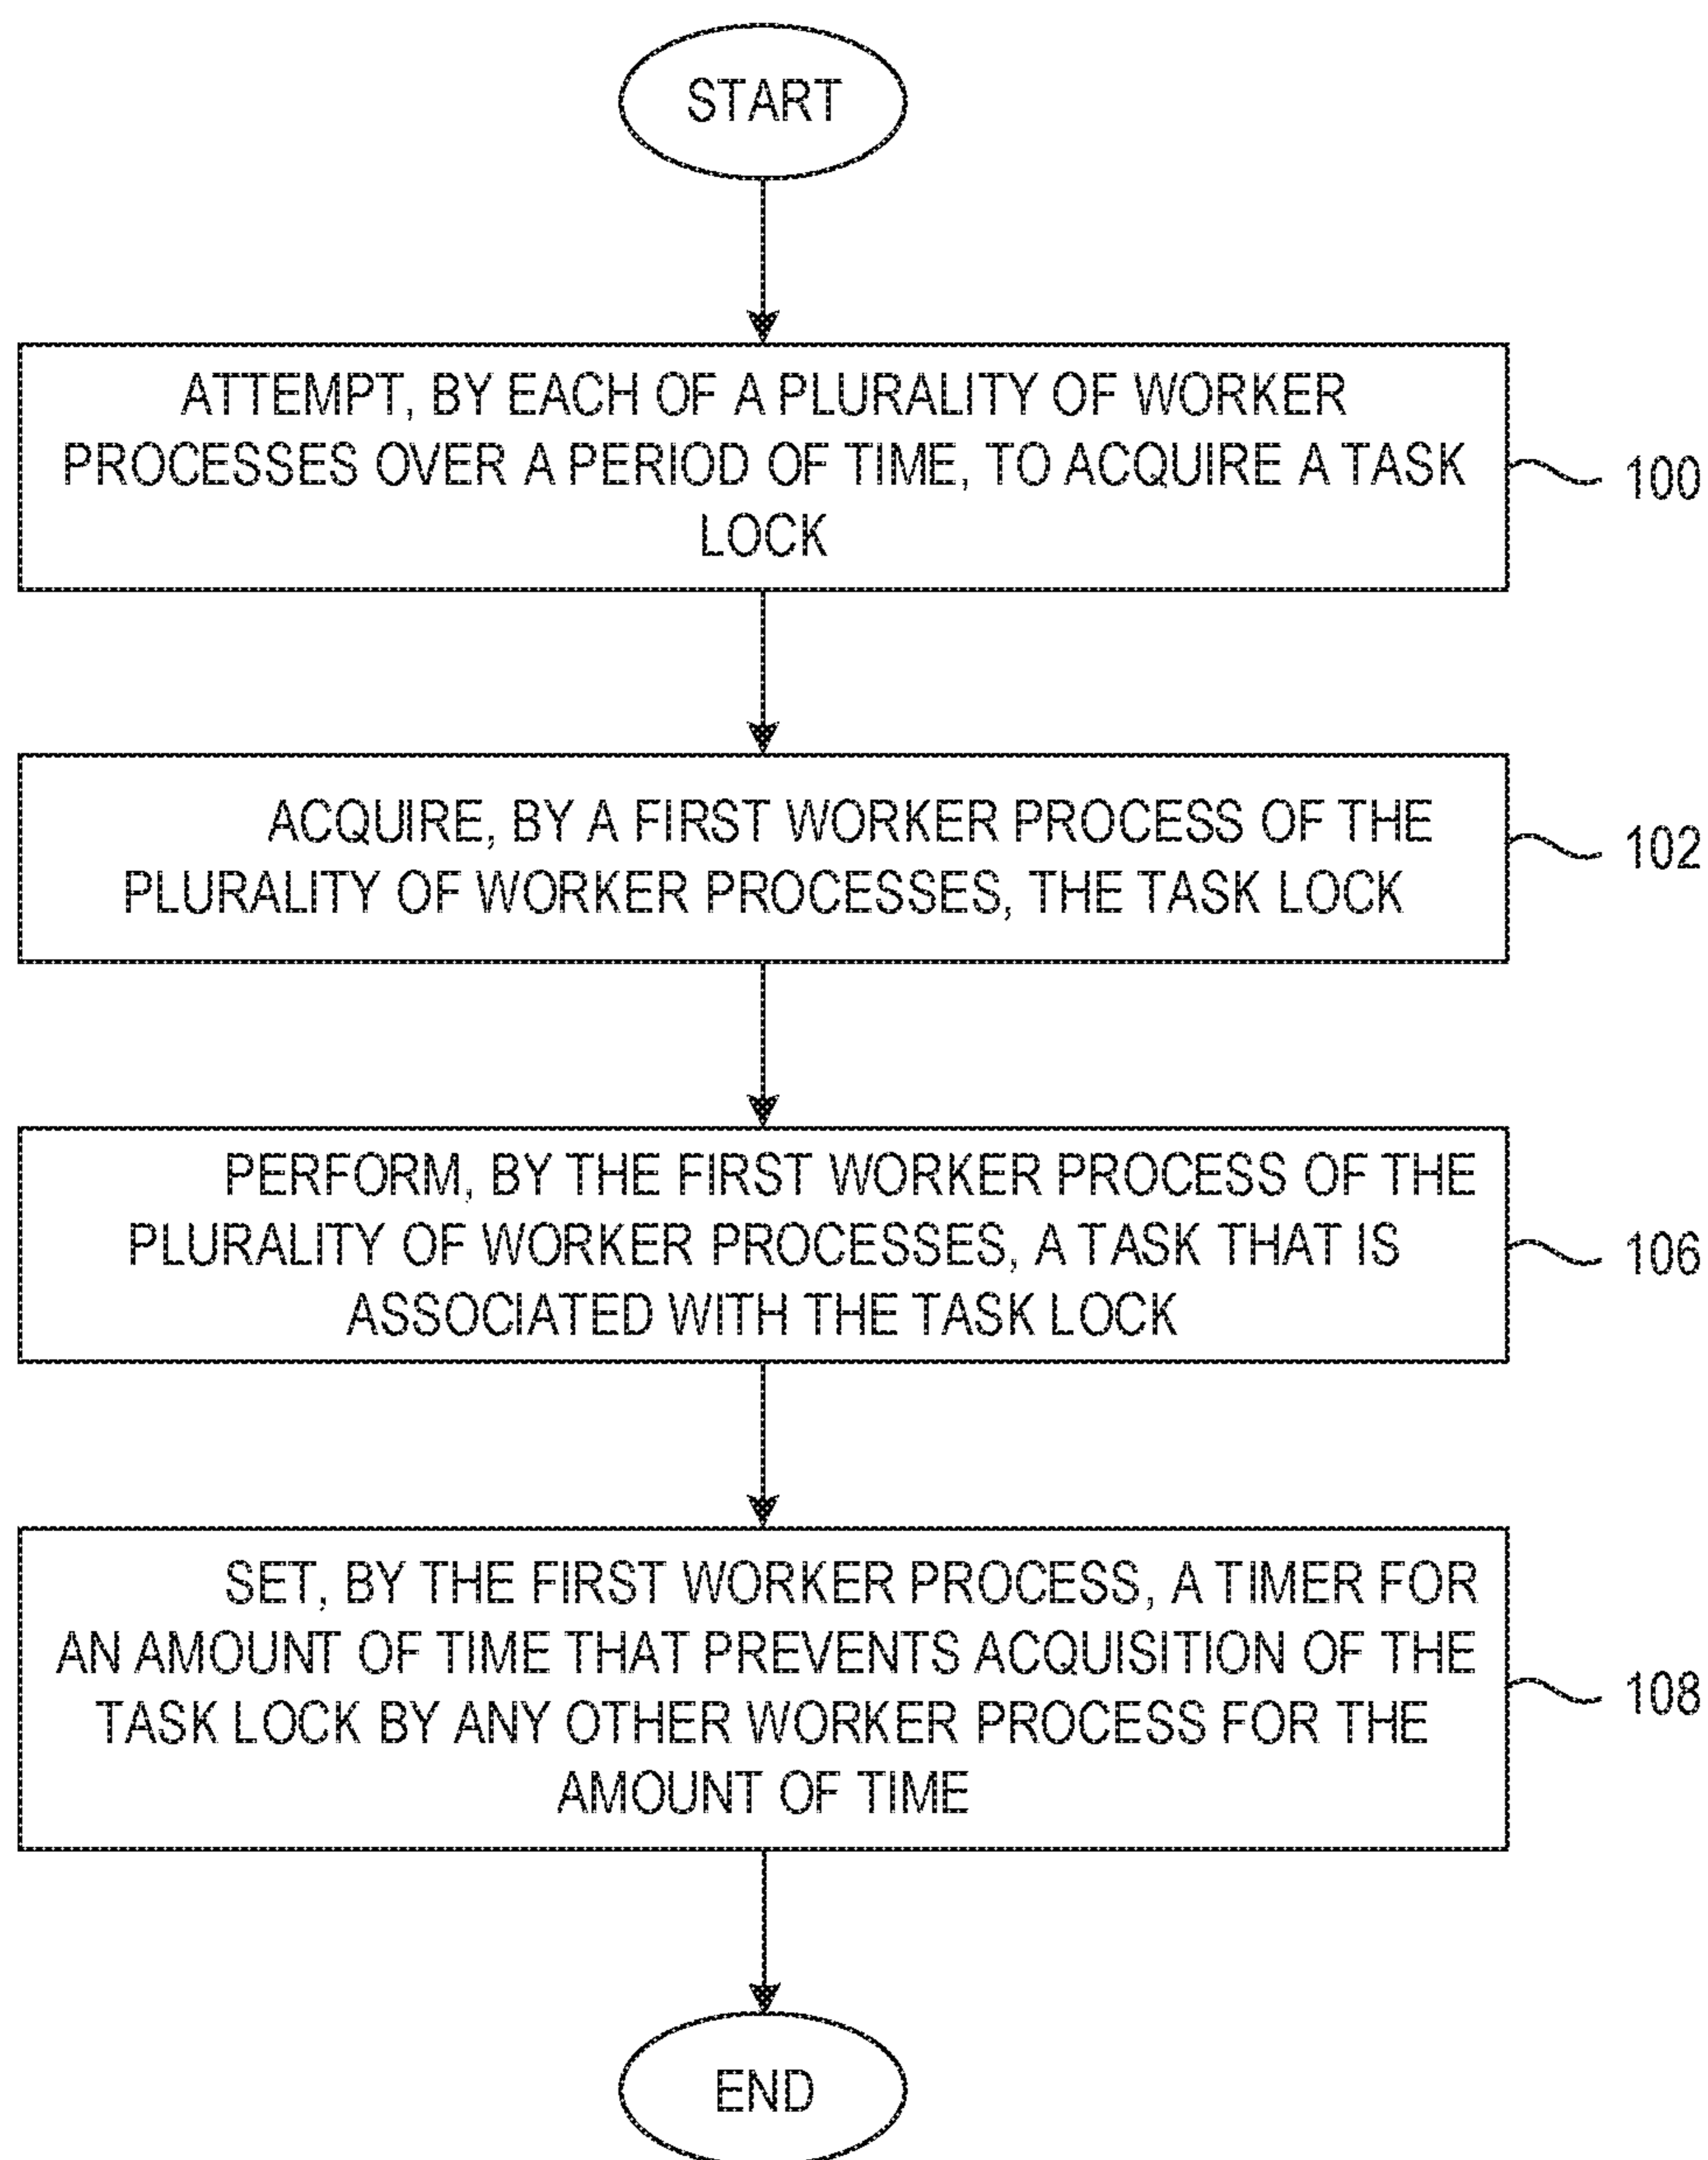 START
ATTEMPT, BY EACH OF A PLURALITY OF WORKER
PROCESSES OVER A PERIOD OF TIME, TO ACQUIRE A TASK
LOCK
100
ACQUIRE, BY A FIRST WORKER PROCESS OF THE
PLURALITY OF WORKER PROCESSES, THE TASK LOCK
102
PERFORM, BY THE FIRST WORKER PROCESS OF THE
PLURALITY OF WORKER PROCESSES, A TASK THAT IS
ASSOCIATED WITH THE TASK LOCK
106
SET, BY THE FIRST WORKER PROCESS, A TIMER FOR
AN AMOUNT OF TIME THAT PREVENTS ACQUISITION OF THE
TASK LOCK BY ANY OTHER WORKER PROCESS FOR THE
AMOUNT OF TIME
108
END